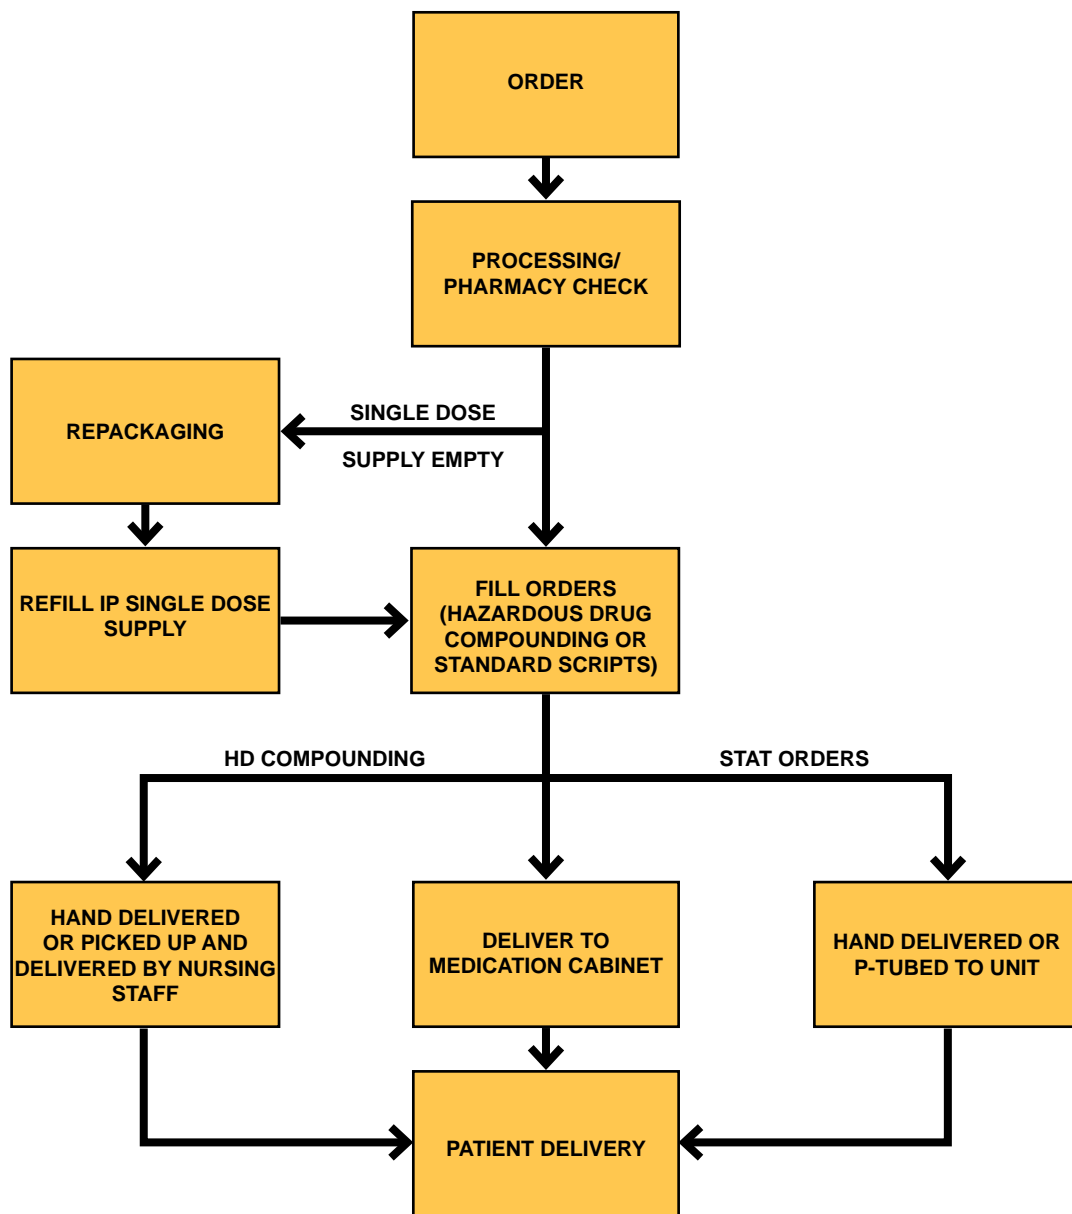 ORDER
PROCESSING/
PHARMACY CHECK
SINGLE DOSE
SUPPLY EMPTY
REPACKAGING
REFILL IP SINGLE DOSE
SUPPLY
FILL ORDERS
(HAZARDOUS DRUG
COMPOUNDING OR
STANDARD SCRIPTS)
HD COMPOUNDING
STAT ORDERS
HAND DELIVERED
OR PICKED UP AND
DELIVERED BY NURSING
STAFF
DELIVER TO
MEDICATION CABINET
HAND DELIVERED OR
P-TUBED TO UNIT
PATIENT DELIVERY